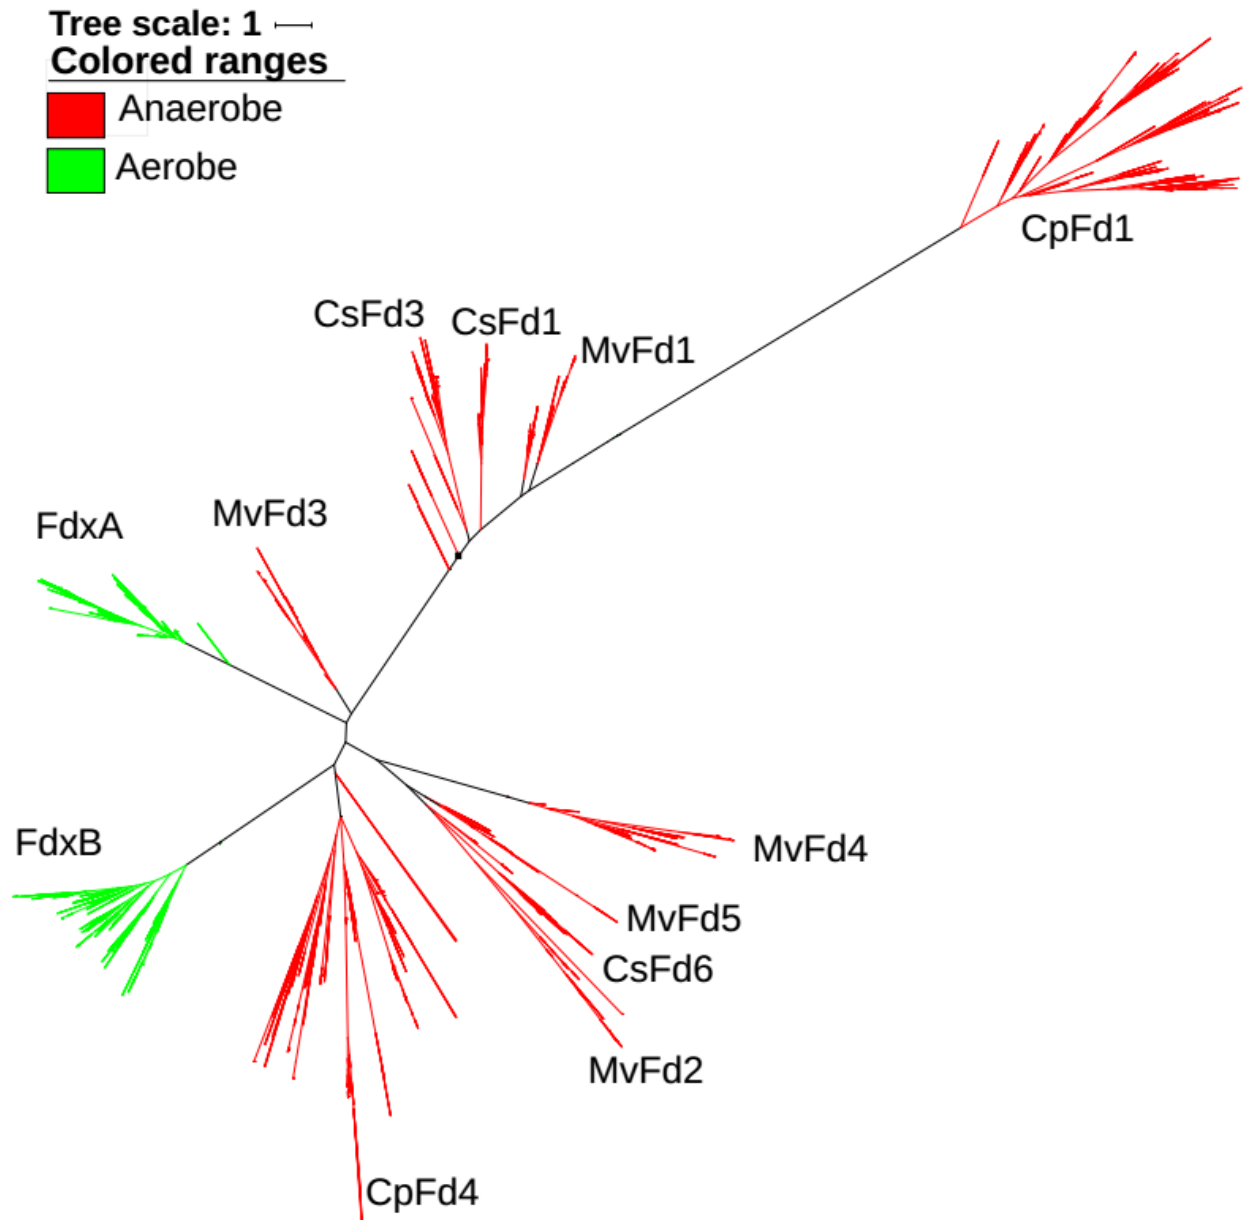 Tree scale: 1
Colored ranges
Anaerobe
Aerobe
CpFd1
CsFd3
CsFd1
MvFd1
MvFd3
FdxA
FdxB
MvFd4
MvFd5
CsFd6
MvFd2
CpFd4